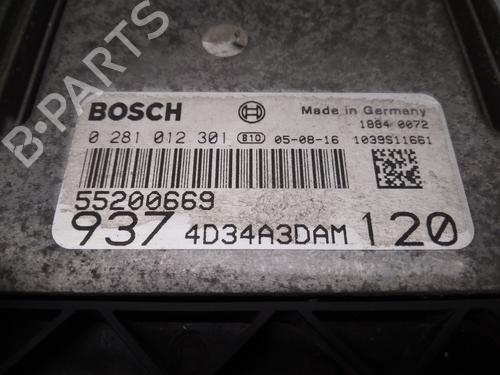 BOSCH
Made in Germany
1884 0072
0 281 012 301 810 05-08-16 1039S11661
55200669
937 4D34A3DAM 120
B-PARTS